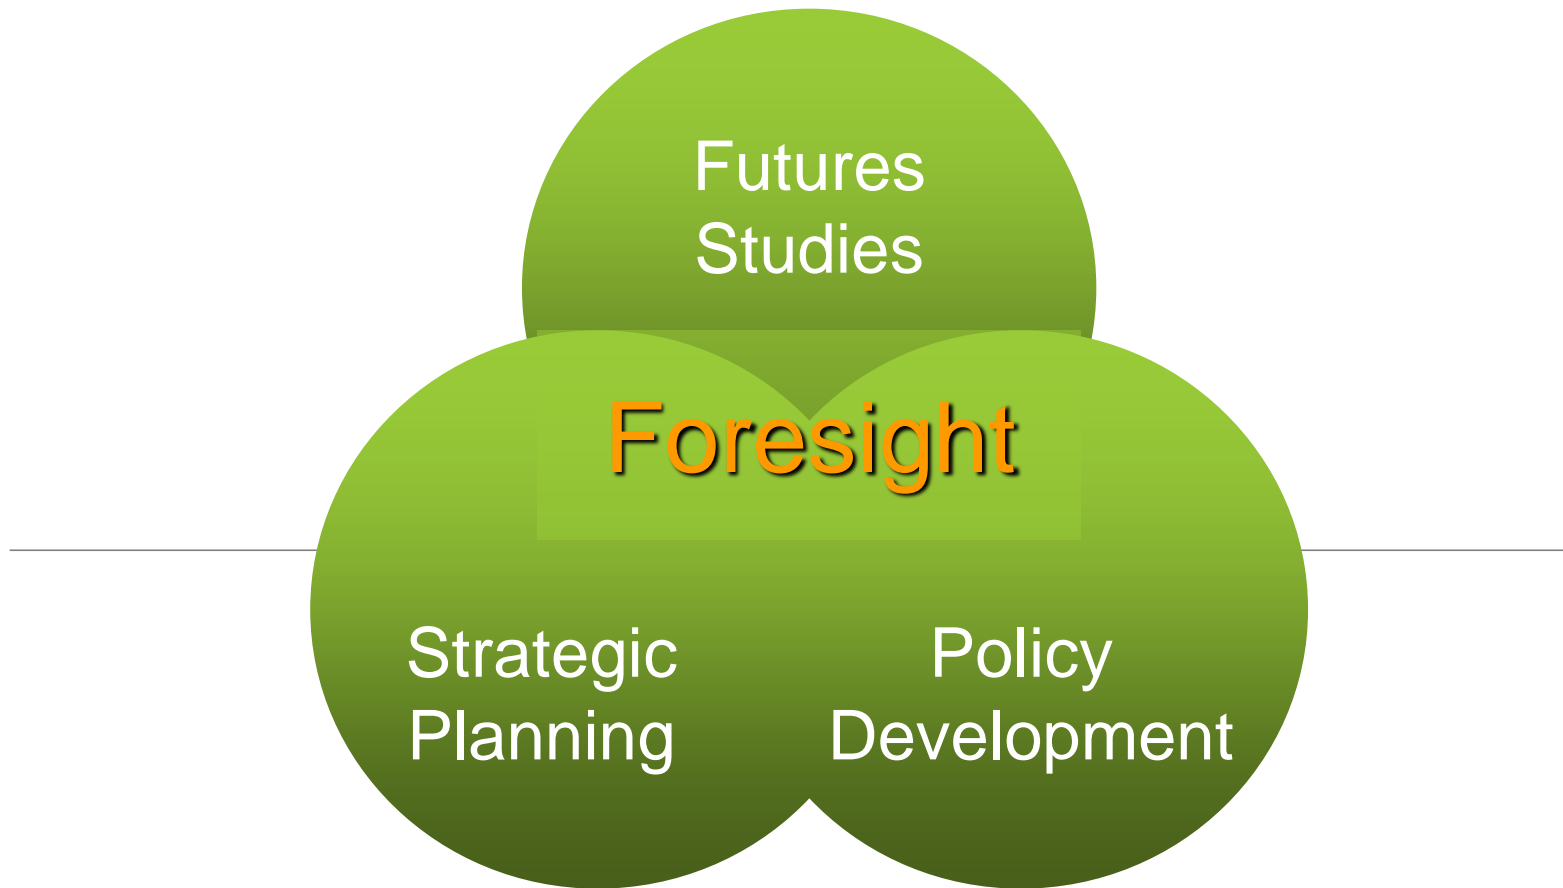 Futures
Studies
Foresight
Strategic
Planning
Policy
Development